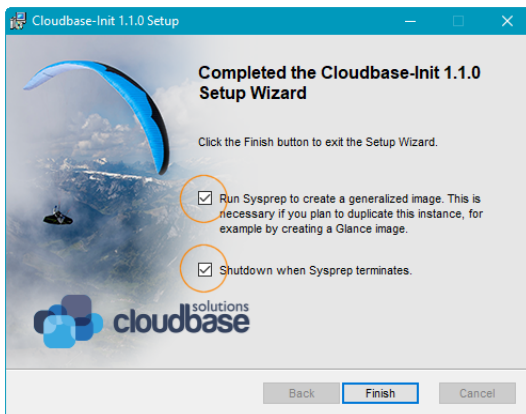 Cloudbase-Init 1.1.0 Setup
Completed the Cloudbase-Init 1.1.0
Setup Wizard
Click the Finish button to exit the Setup Wizard.
Run Sysprep to create a generalized image. This is
necessary if you plan to duplicate this instance, for
example by creating a Glance image.
Shutdown when Sysprep terminates.
solutions
cloudbase
Back
Finish
Cancel